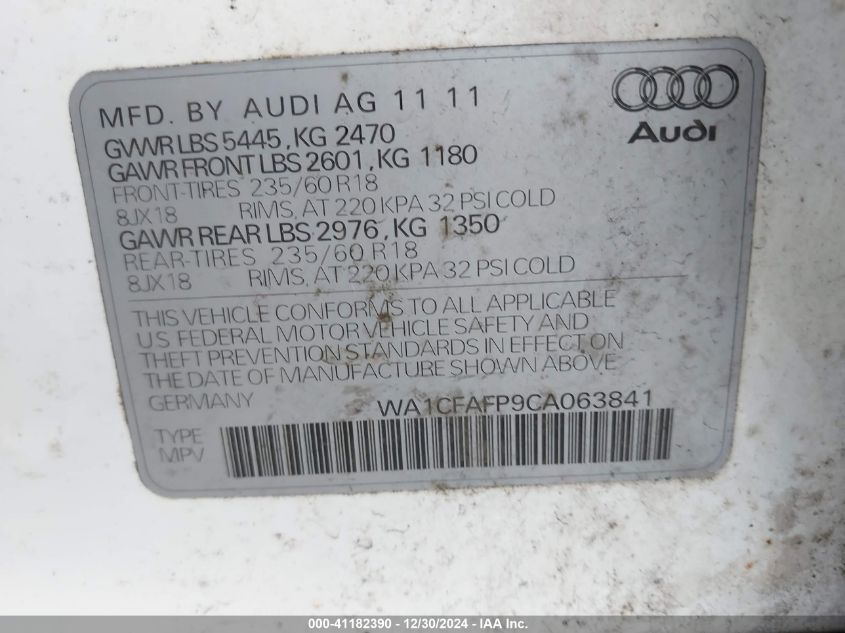 MFD. BY AUDI AG 11 11
Audi
GVWR LBS 5445, KG 2470
GAWR FRONT LBS 2601, KG 1180
FRONT-TIRES 235/60 R18
8JX18 RIMS, AT 220 KPA 32 PSI COLD
GAWR REAR LBS 2976, KG 1350
REAR-TIRES 235/60 R18
8JX18 RIMS, AT 220 KPA 32 PSI COLD
THIS VEHICLE CONFORMS TO ALL APPLICABLE
US FEDERAL MOTOR VEHICLE SAFETY AND
THEFT PREVENTION STANDARDS IN EFFECT ON
THE DATE OF MANUFACTURE SHOWN ABOVE
GERMANY WA1CFAFP9CA063841
TYPE
MPV
000-41182390 - 12/30/2024 - IAA Inc.